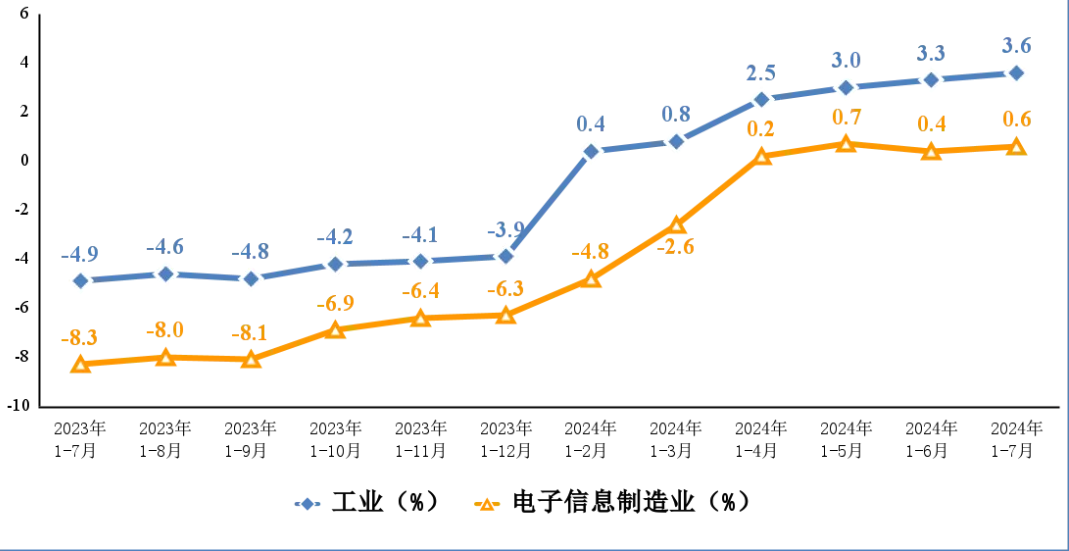 6
4
2
0
-2
-4
-6
-8
-10
-4.9
-4.6
-4.8
-4.2
-4.1
-3.9
0.4
0.8
2.5
3.0
3.3
3.6
-8.3
-8.0
-8.1
-6.9
-6.4
-6.3
-4.8
-2.6
0.2
0.7
0.4
0.6
2023年
1-7月
2023年
1-8月
2023年
1-9月
2023年
1-10月
2023年
1-11月
2023年
1-12月
2024年
1-2月
2024年
1-3月
2024年
1-4月
2024年
1-5月
2024年
1-6月
2024年
1-7月
工业（%）
电子信息制造业（%）